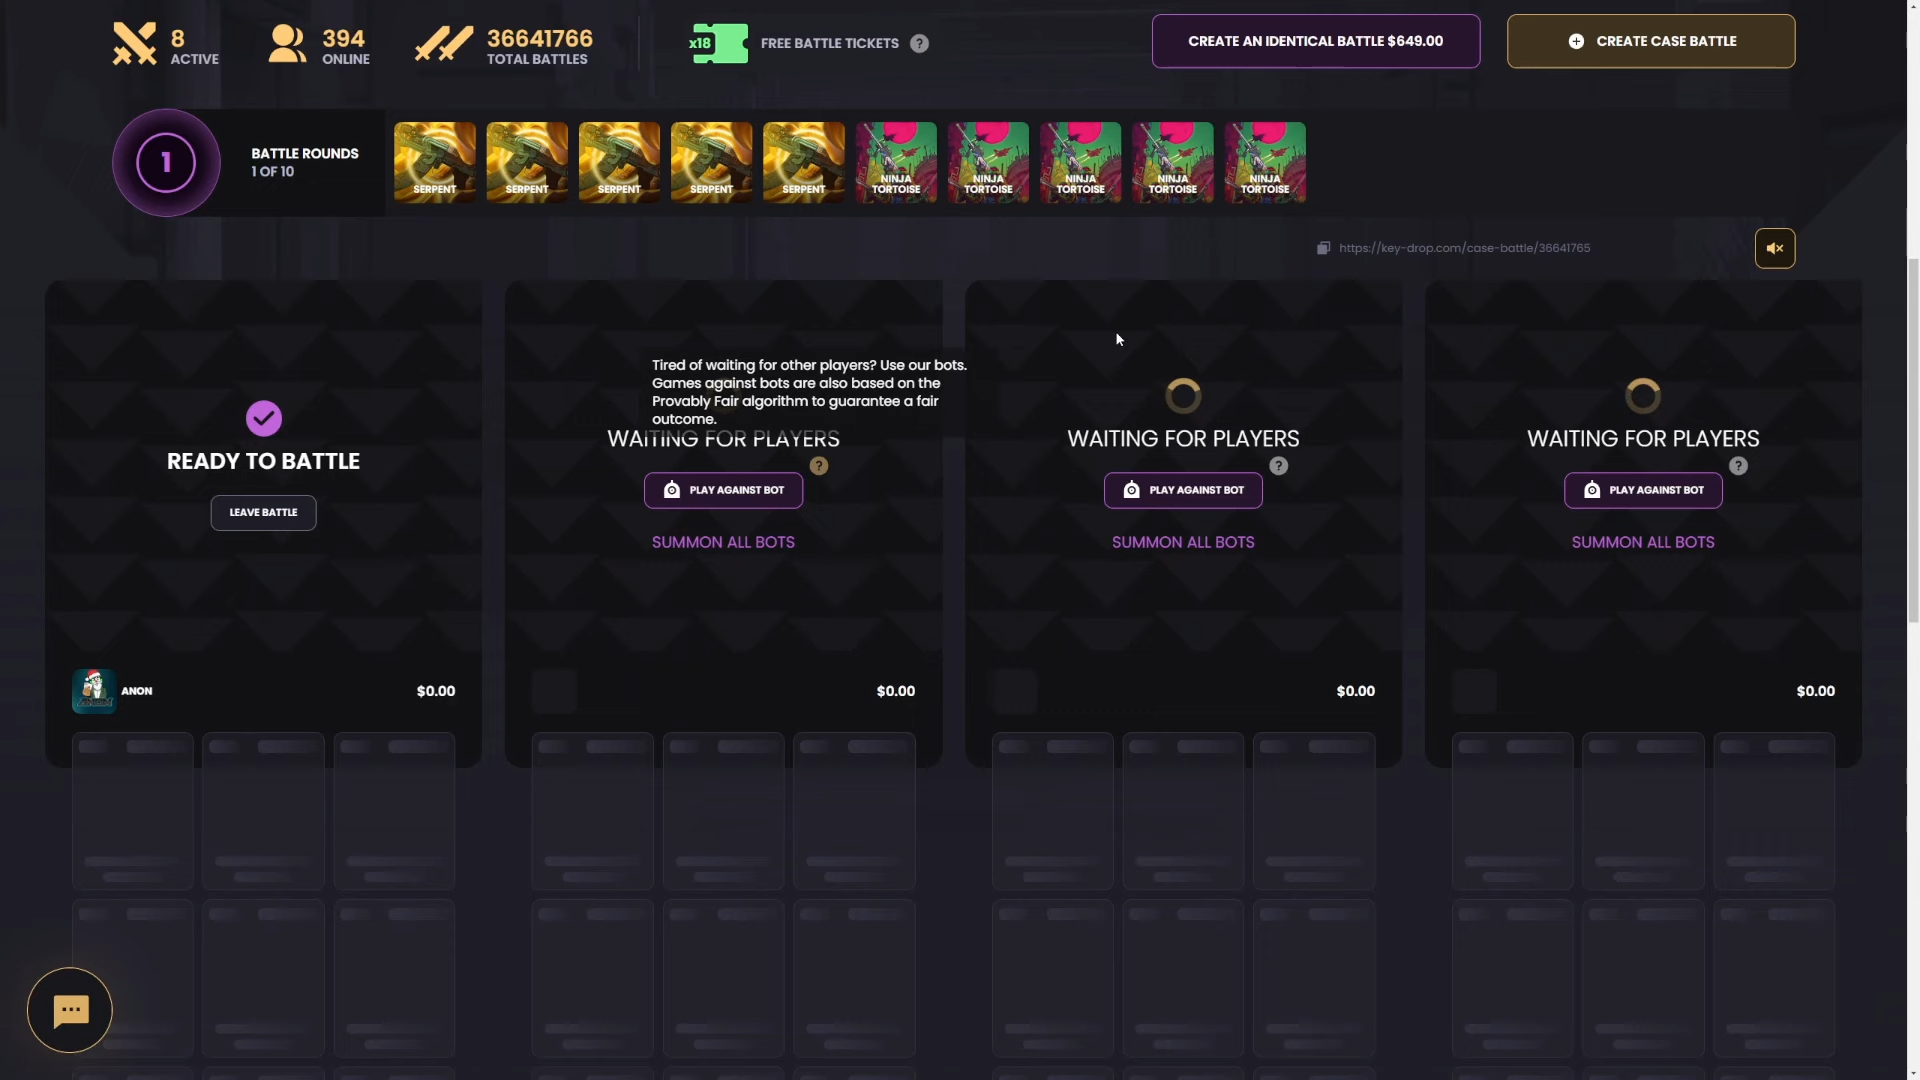 8
ACTIVE
394
ONLINE
36641766
TOTAL BATTLES
x18
FREE BATTLE TICKETS ?
CREATE AN IDENTICAL BATTLE $649.00
CREATE CASE BATTLE
1
BATTLE ROUNDS
1 OF 10
SERPENT
SERPENT
SERPENT
SERPENT
SERPENT
NINJA
TORTOISE
NINJA
TORTOISE
NINJA
TORTOISE
NINJA
TORTOISE
NINJA
TORTOISE
https://key-drop.com/case-battle/36641765
READY TO BATTLE
LEAVE BATTLE
Tired of waiting for other players? Use our bots.
Games against bots are also based on the
Provably Fair algorithm to guarantee a fair
outcome.
WAITING FOR PLAYERS
?
PLAY AGAINST BOT
SUMMON ALL BOTS
WAITING FOR PLAYERS
?
PLAY AGAINST BOT
SUMMON ALL BOTS
WAITING FOR PLAYERS
?
PLAY AGAINST BOT
SUMMON ALL BOTS
ANON
$0.00
$0.00
$0.00
$0.00